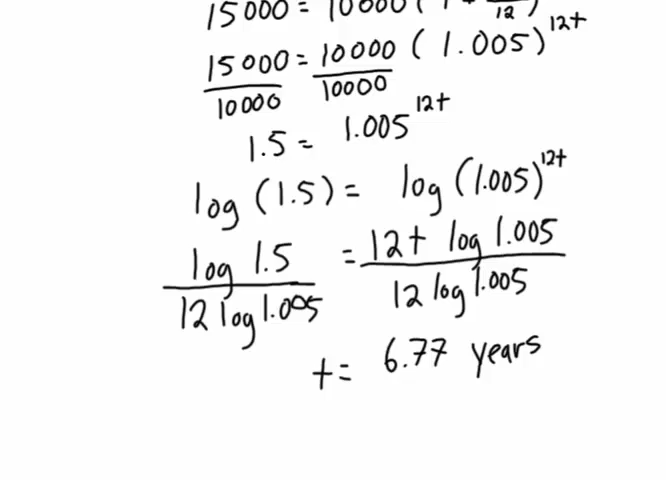 15000 = 10000 (1 + /12)
15000/10000 = 10000/10000 (1.005)^12t
1.5 = 1.005^12t
log (1.5) = log (1.005)^12t
log 1.5 / 12 log 1.005 = 12t log 1.005 / 12 log 1.005
t = 6.77 years